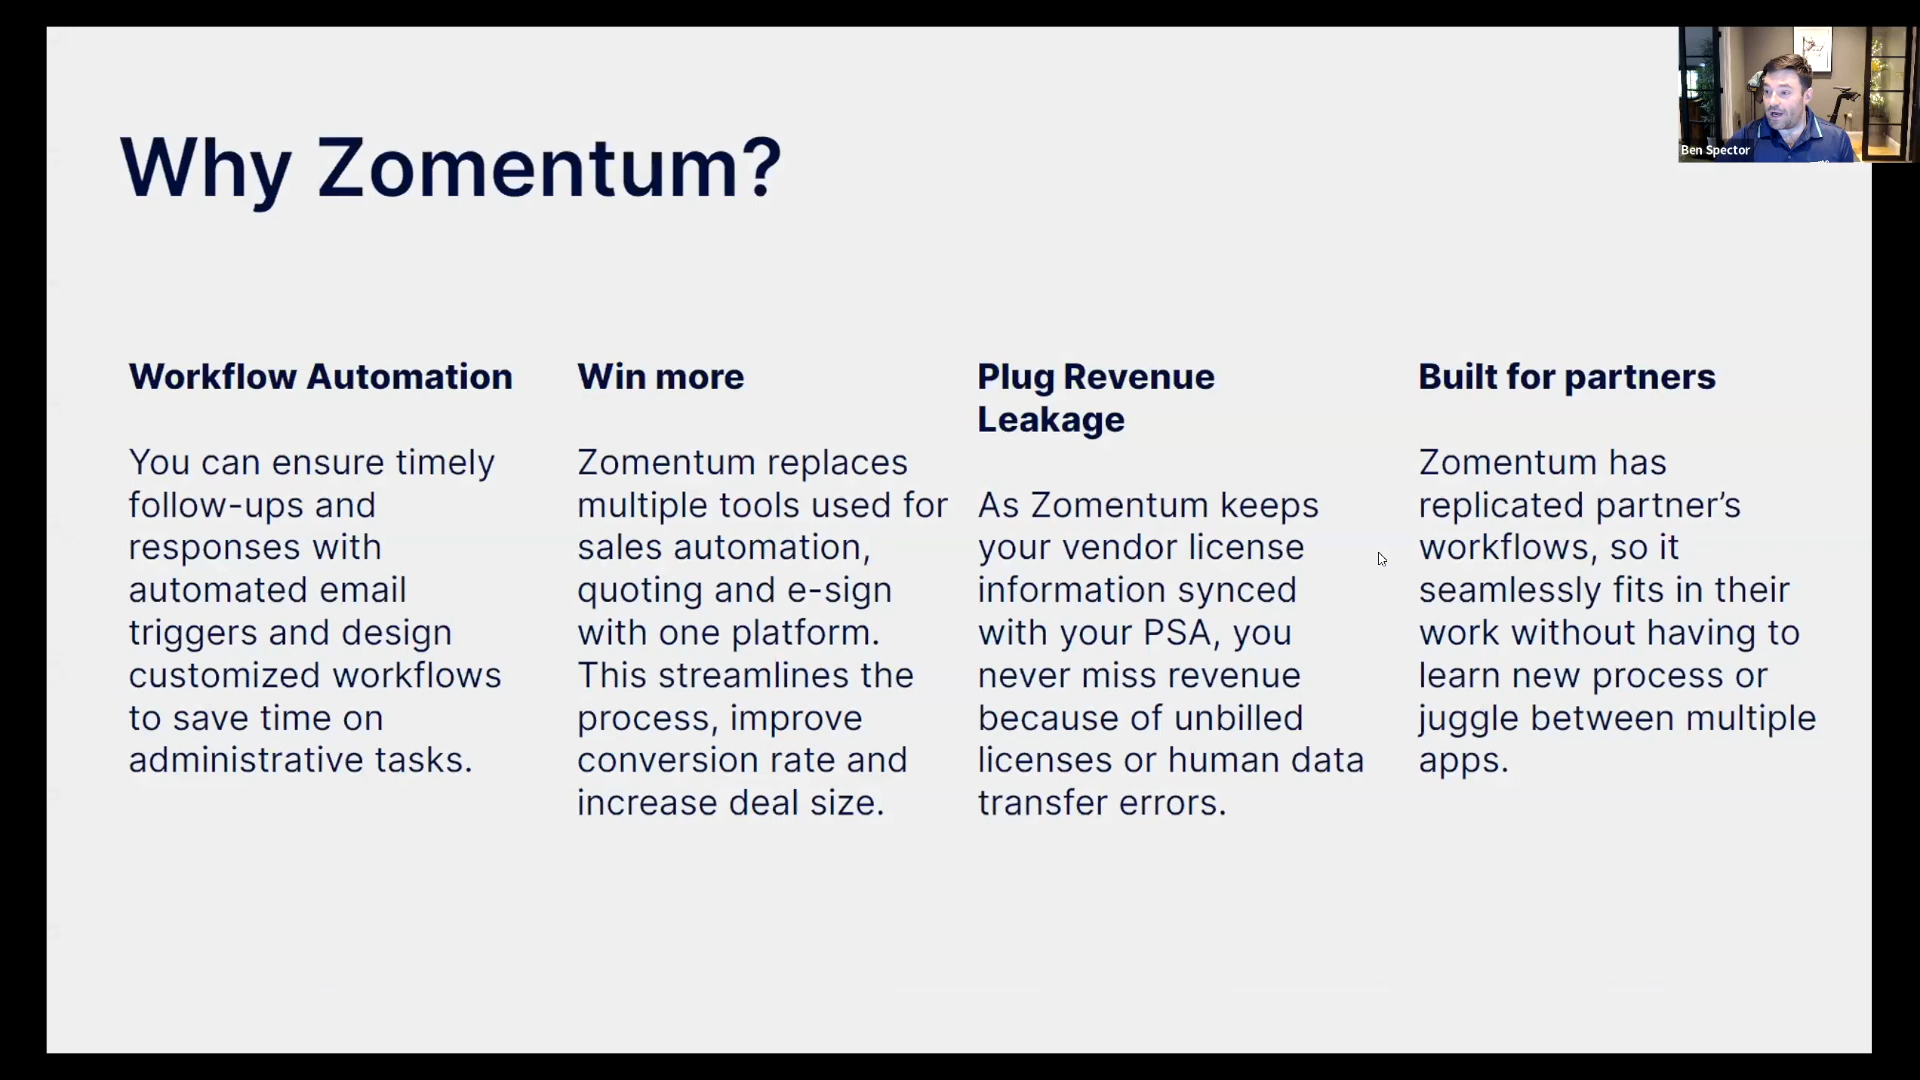 Why Zomentum?
Ben Spector
Workflow Automation
You can ensure timely
follow-ups and
responses with
automated email
triggers and design
customized workflows
to save time on
administrative tasks.
Win more
Zomentum replaces
multiple tools used for
sales automation,
quoting and e-sign
with one platform.
This streamlines the
process, improve
conversion rate and
increase deal size.
Plug Revenue
Leakage
As Zomentum keeps
your vendor license
information synced
with your PSA, you
never miss revenue
because of unbilled
licenses or human data
transfer errors.
Built for partners
Zomentum has
replicated partner’s
workflows, so it
seamlessly fits in their
work without having to
learn new process or
juggle between multiple
apps.